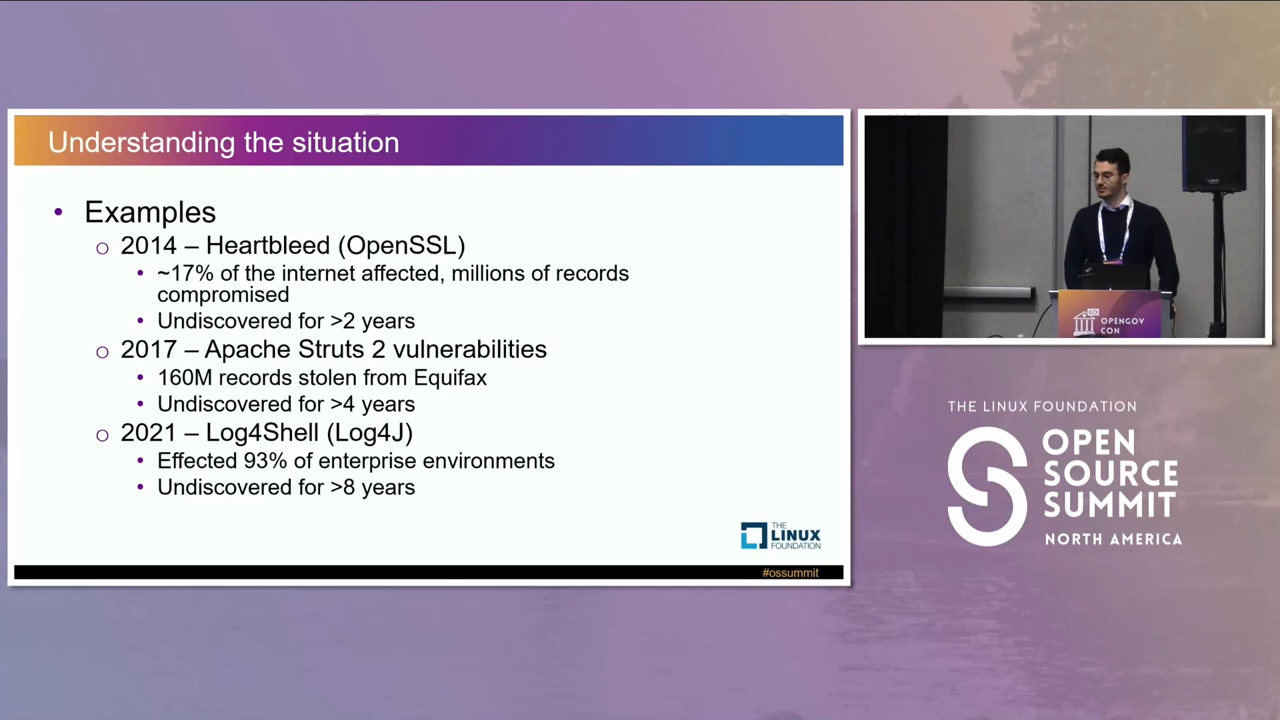 Understanding the situation
• Examples
o 2014 – Heartbleed (OpenSSL)
• ~17% of the internet affected, millions of records
compromised
• Undiscovered for >2 years
o 2017 – Apache Struts 2 vulnerabilities
• 160M records stolen from Equifax
• Undiscovered for >4 years
o 2021 – Log4Shell (Log4J)
• Effected 93% of enterprise environments
• Undiscovered for >8 years
THE
LINUX
FOUNDATION
#ossummit
OPENGOV
CON
THE LINUX FOUNDATION
OPEN
SOURCE
SUMMIT
NORTH AMERICA